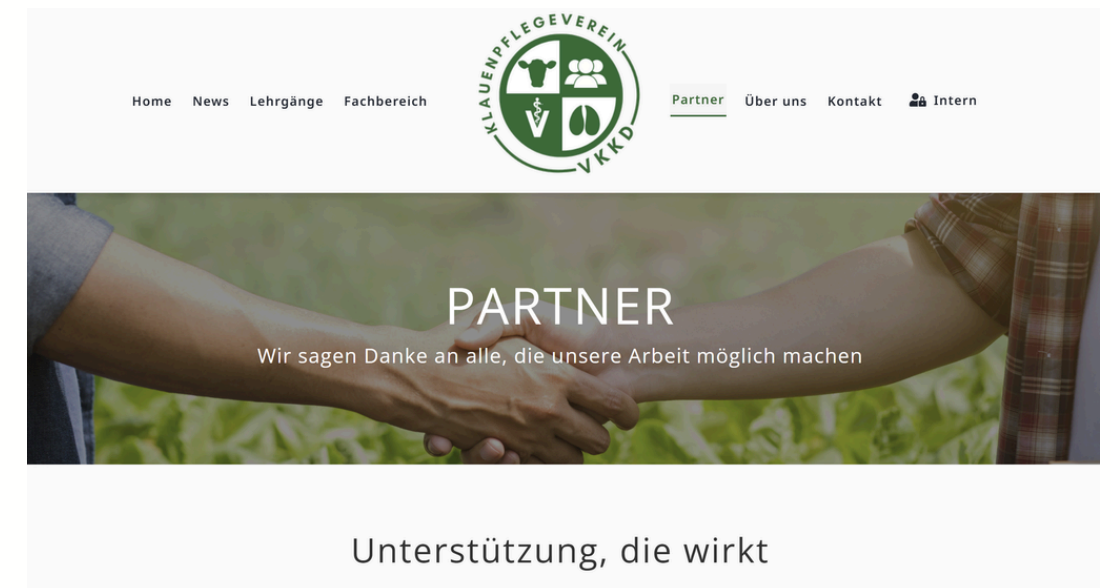 Home News Lehrgänge Fachbereich
KLAUENPFLEGEVEREIN
V
VKKD
Partner Über uns Kontakt Intern
PARTNER
Wir sagen Danke an alle, die unsere Arbeit möglich machen
Unterstützung, die wirkt